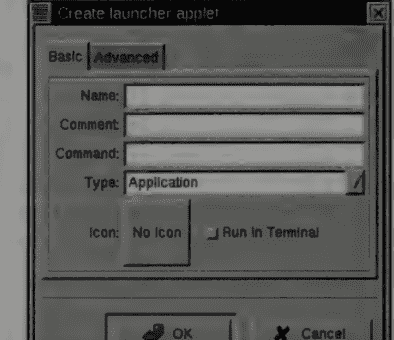 Create launcher applet
Basic Advanced
Name:
Comment:
Command:
Type: Application
Icon: No Icon Run in Terminal
OK Cancel